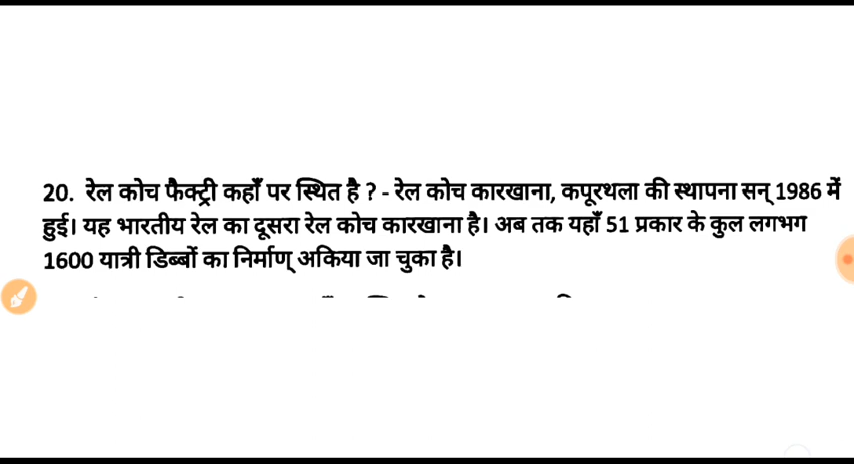 20. रेल कोच फैक्ट्री कहाँ पर स्थित है ? - रेल कोच कारखाना, कपूरथला की स्थापना सन् 1986 में
हुई। यह भारतीय रेल का दूसरा रेल कोच कारखाना है। अब तक यहाँ 51 प्रकार के कुल लगभग
1600 यात्री डिब्बों का निर्माण् अकिया जा चुका है।